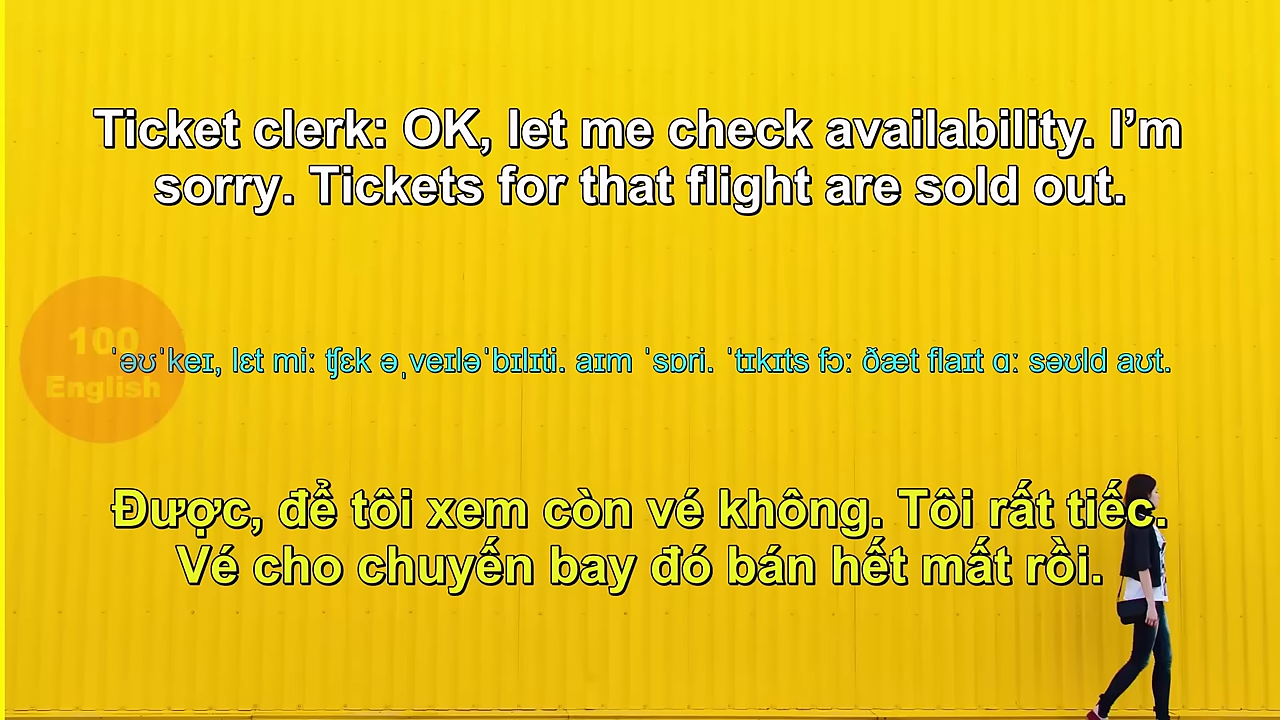 Ticket clerk: OK, let me check availability. I’m
sorry. Tickets for that flight are sold out.
100
English
ˈəʊˈkeɪ, lɛt miː ʧɛk əˌveɪləˈbɪlɪti. aɪm ˈsɒri. ˈtɪkɪts fɔː ðæt flaɪt ɑː səʊld aʊt.
Được, để tôi xem còn vé không. Tôi rất tiếc.
Vé cho chuyến bay đó bán hết mất rồi.